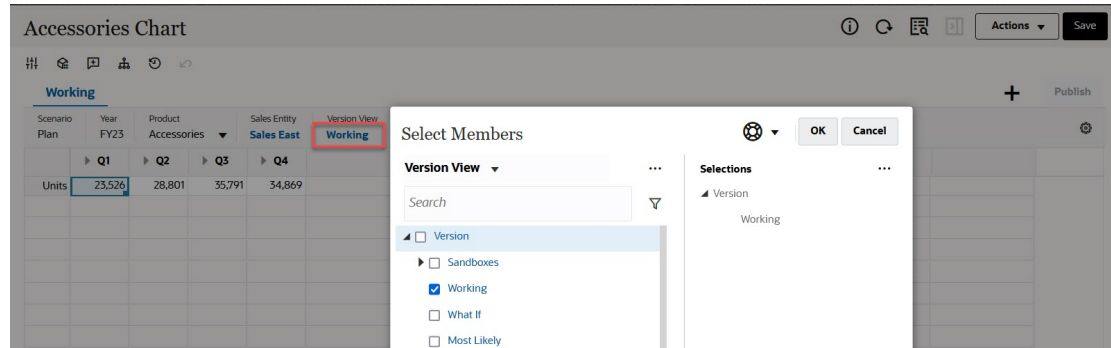 Accessories Chart
Actions
Save
Working
Publish
Scenario Year Product Sales Entity Version View
Plan FY23 Accessories Sales East Working
Q1 Q2 Q3 Q4
Units 23,526 28,801 35,791 34,869
Select Members
OK Cancel
Version View
Selections
Search
Version
Working
Version
Sandboxes
Working
What If
Most Likely